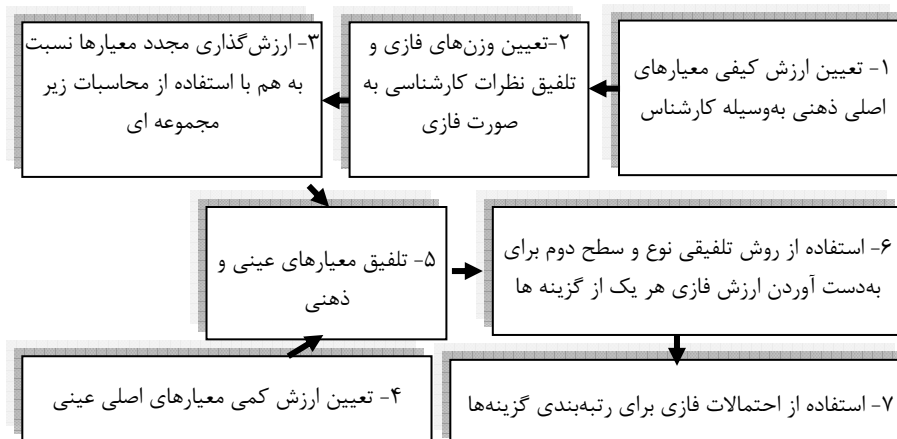 ۱- تعیین ارزش کیفی معیارهای
اصلی ذهنی به‌وسیله کارشناس
۲-تعیین وزن‌های فازی و
تلفیق نظرات کارشناسی به
صورت فازی
۳- ارزش‌گذاری مجدد معیارها نسبت
به هم با استفاده از محاسبات زیر
مجموعه ای
۴- تعیین ارزش کمی معیارهای اصلی عینی
۵- تلفیق معیارهای عینی و
ذهنی
۶- استفاده از روش تلفیقی نوع و سطح دوم برای
به‌دست آوردن ارزش فازی هر یک از گزینه ها
۷- استفاده از احتمالات فازی برای رتبه‌بندی گزینه‌ها